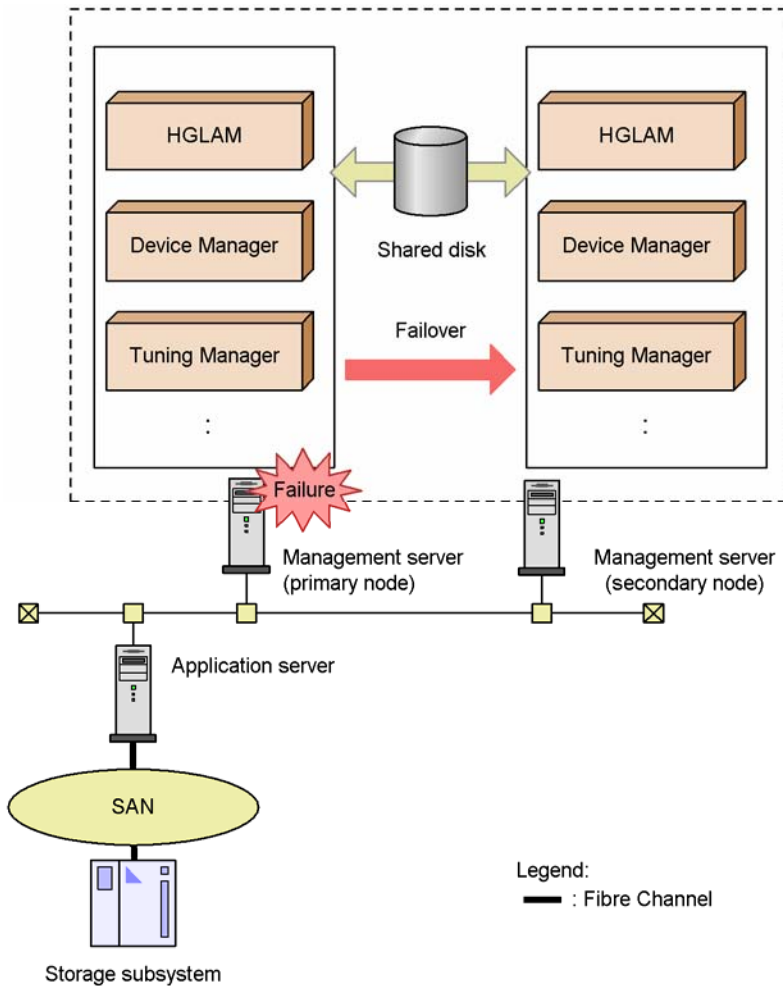 HGLAM
HGLAM
Device Manager
Shared disk
Device Manager
Tuning Manager
Failover
Tuning Manager
:
:
Failure
Management server
(primary node)
Management server
(secondary node)
Application server
SAN
Legend:
: Fibre Channel
Storage subsystem